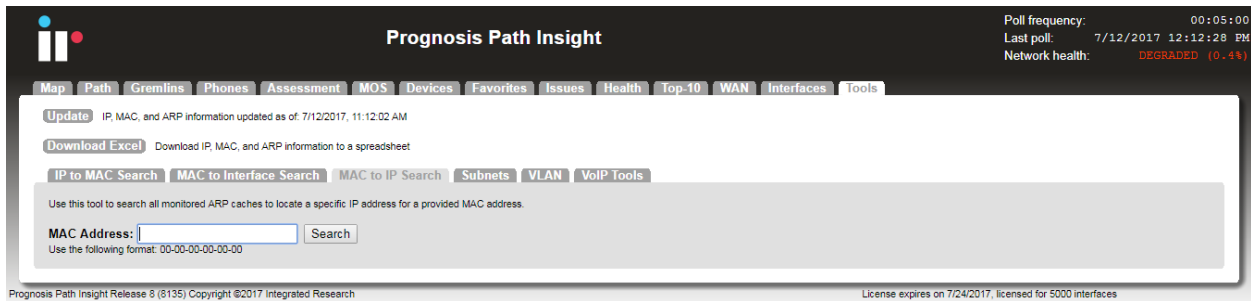 ir
Prognosis Path Insight
Poll frequency: 00:05:00
Last poll: 7/12/2017 12:12:28 PM
Network health: DEGRADED (0.4%)
Map Path Gremlins Phones Assessment MOS Devices Favorites Issues Health Top-10 WAN Interfaces Tools
Update IP, MAC, and ARP information updated as of: 7/12/2017, 11:12:02 AM
Download Excel Download IP, MAC, and ARP information to a spreadsheet
IP to MAC Search MAC to Interface Search MAC to IP Search Subnets VLAN VoIP Tools
Use this tool to search all monitored ARP caches to locate a specific IP address for a provided MAC address.
MAC Address: Search
Use the following format: 00-00-00-00-00-00
Prognosis Path Insight Release 8 (8135) Copyright ©2017 Integrated Research License expires on 7/24/2017, licensed for 5000 interfaces